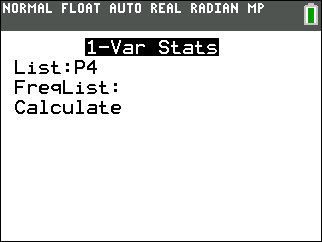 NORMAL FLOAT AUTO REAL RADIAN MP
1-Var Stats
List:P4
FreqList:
Calculate